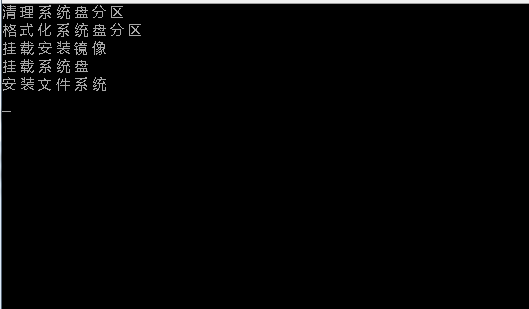 清理系统盘分区
格式化系统盘分区
挂载安装镜像
挂载系统盘
安装文件系统